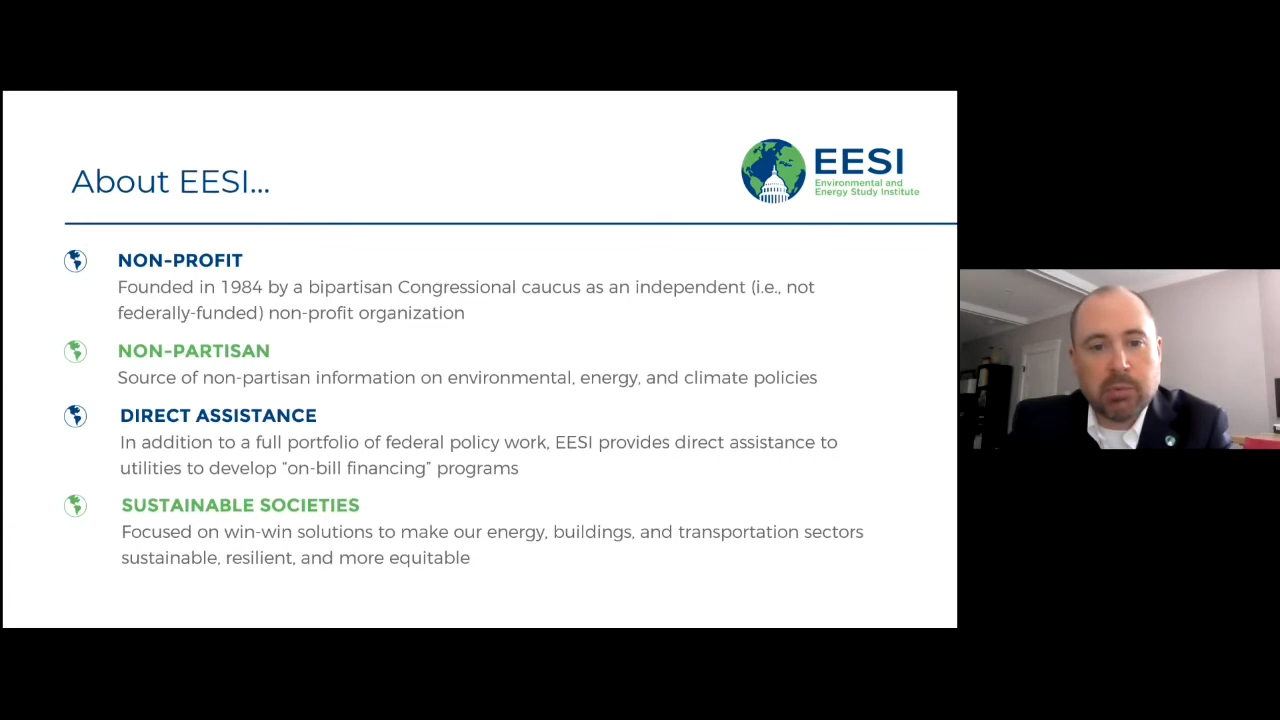 About EESI...
EESI
Environmental and
Energy Study Institute
NON-PROFIT
Founded in 1984 by a bipartisan Congressional caucus as an independent (i.e., not
federally-funded) non-profit organization
NON-PARTISAN
Source of non-partisan information on environmental, energy, and climate policies
DIRECT ASSISTANCE
In addition to a full portfolio of federal policy work, EESI provides direct assistance to
utilities to develop “on-bill financing” programs
SUSTAINABLE SOCIETIES
Focused on win-win solutions to make our energy, buildings, and transportation sectors
sustainable, resilient, and more equitable